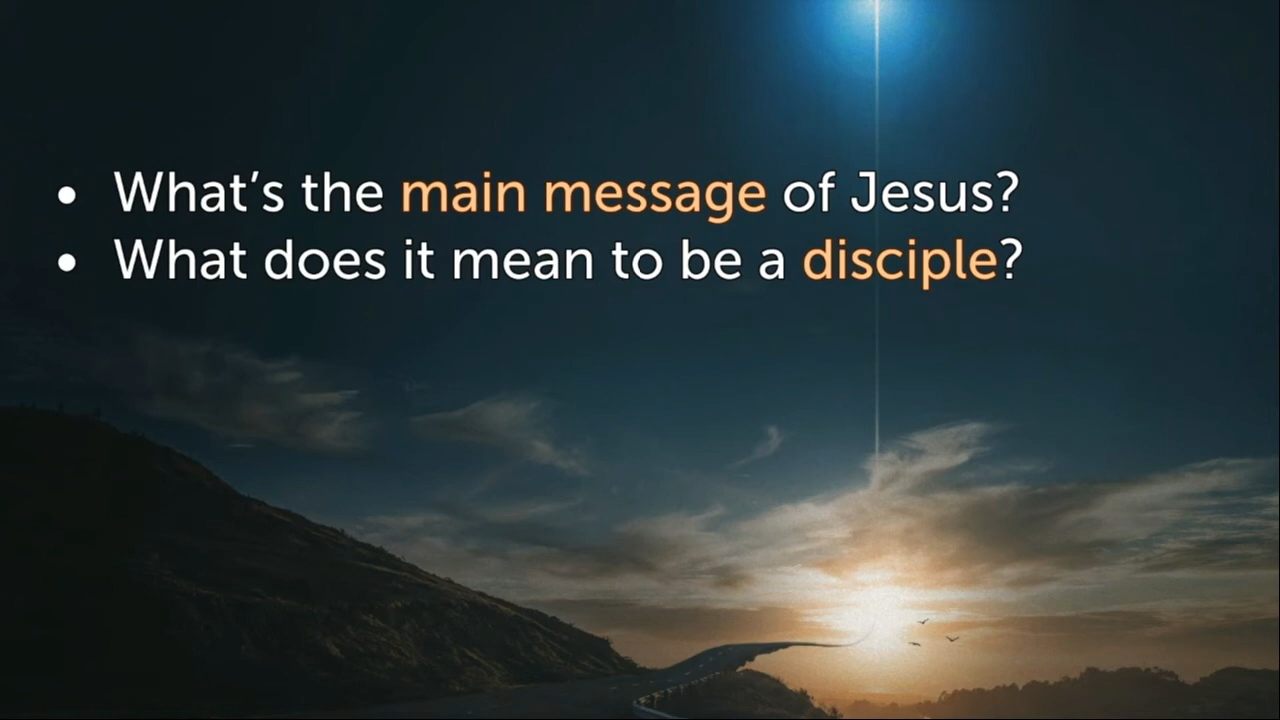 • What’s the main message of Jesus?
• What does it mean to be a disciple?